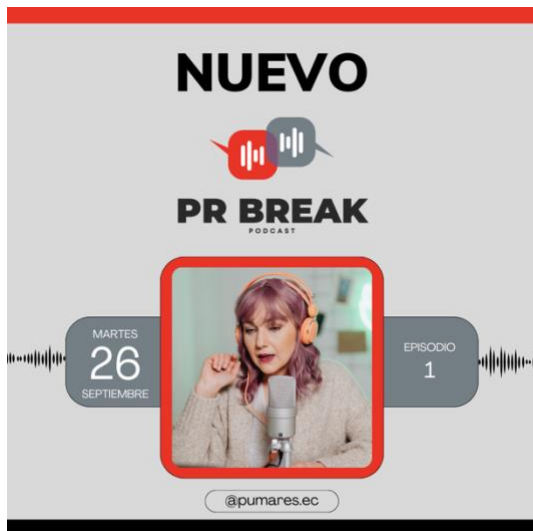 NUEVO
PR BREAK
PODCAST
MARTES
26
SEPTIEMBRE
EPISODIO
1
@pumares.ec